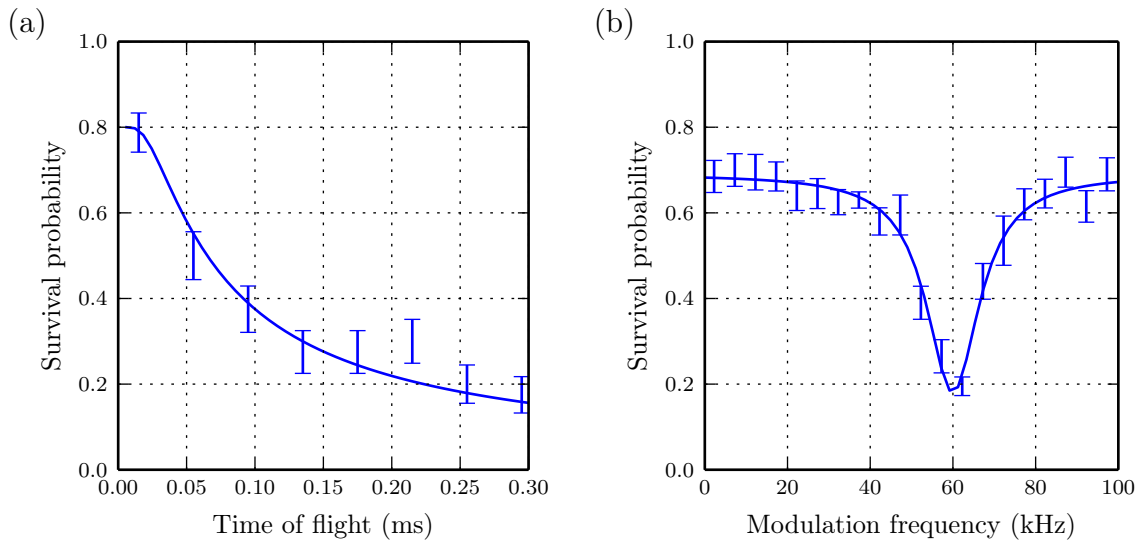 (a)
Survival probability
1.0
0.8
0.6
0.4
0.2
0.0
0.00 0.05 0.10 0.15 0.20 0.25 0.30
Time of flight (ms)
(b)
Survival probability
1.0
0.8
0.6
0.4
0.2
0.0
0 20 40 60 80 100
Modulation frequency (kHz)